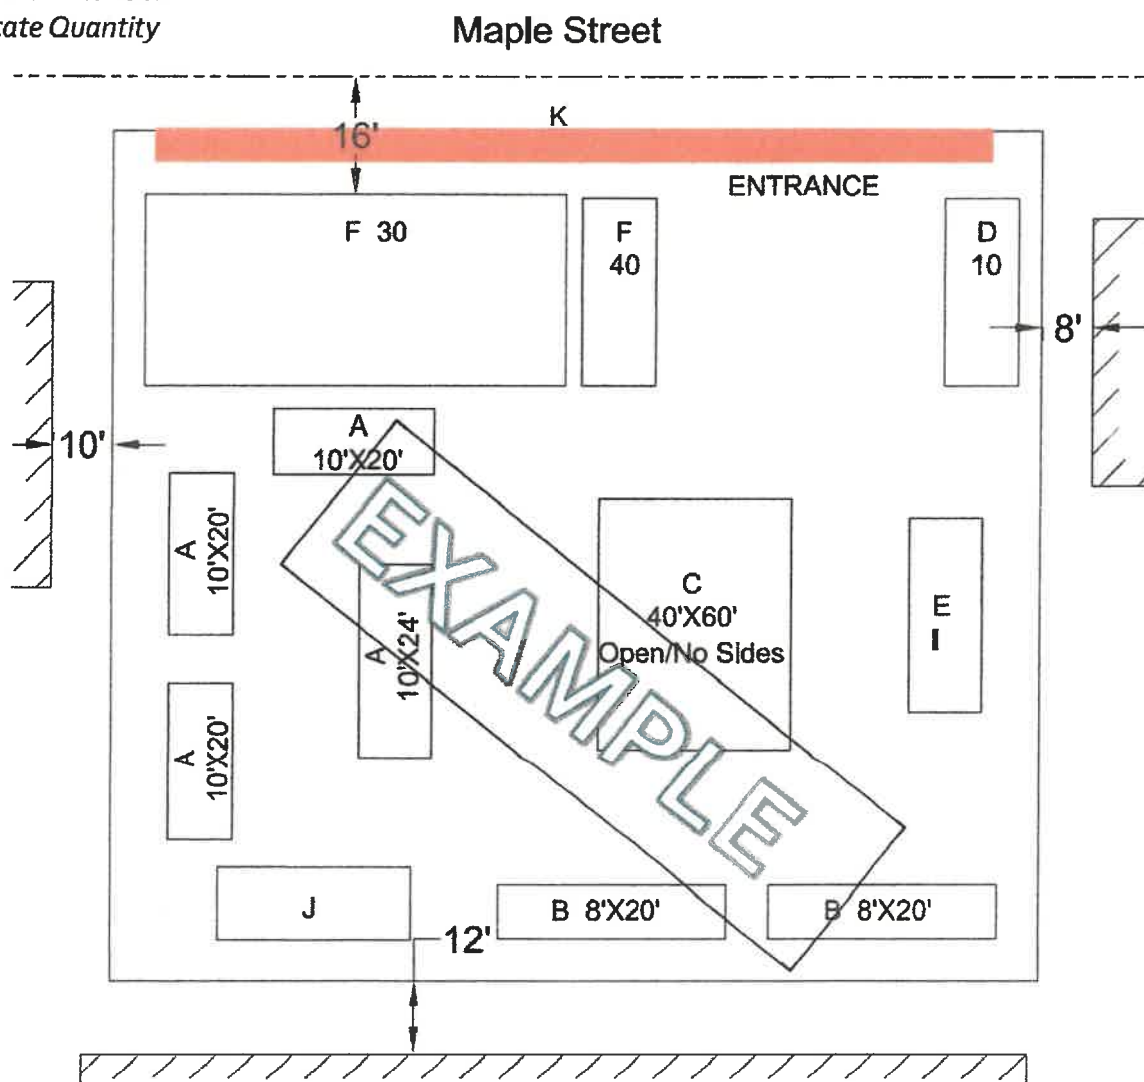 cate Quantity
Maple Street
K
16'
ENTRANCE
F 30
F
40
D
10
8'
10'
A
10'X20'
A
10'X20'
A
10'X24'
C
40'X60'
Open/No Sides
E
I
A
10'X20'
EXAMPLE
J
B 8'X20'
B 8'X20'
12'